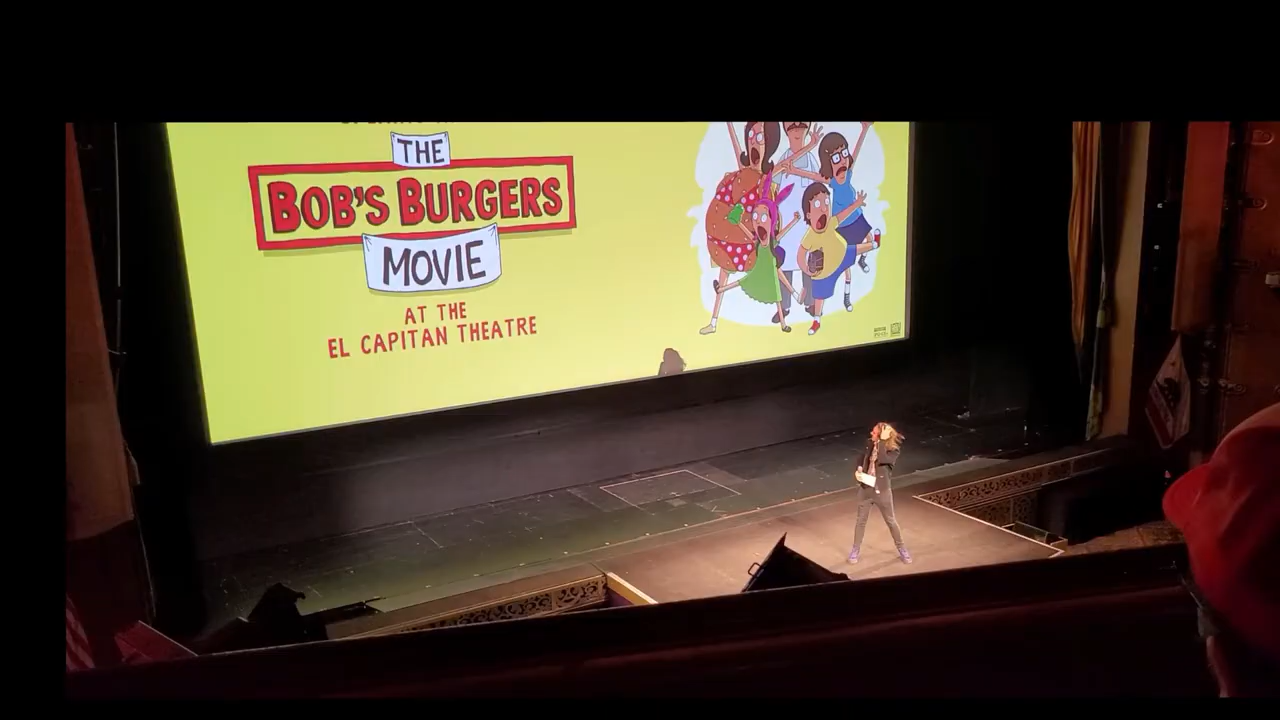 THE
BOB'S BURGERS
MOVIE
AT THE
EL CAPITAN THEATRE